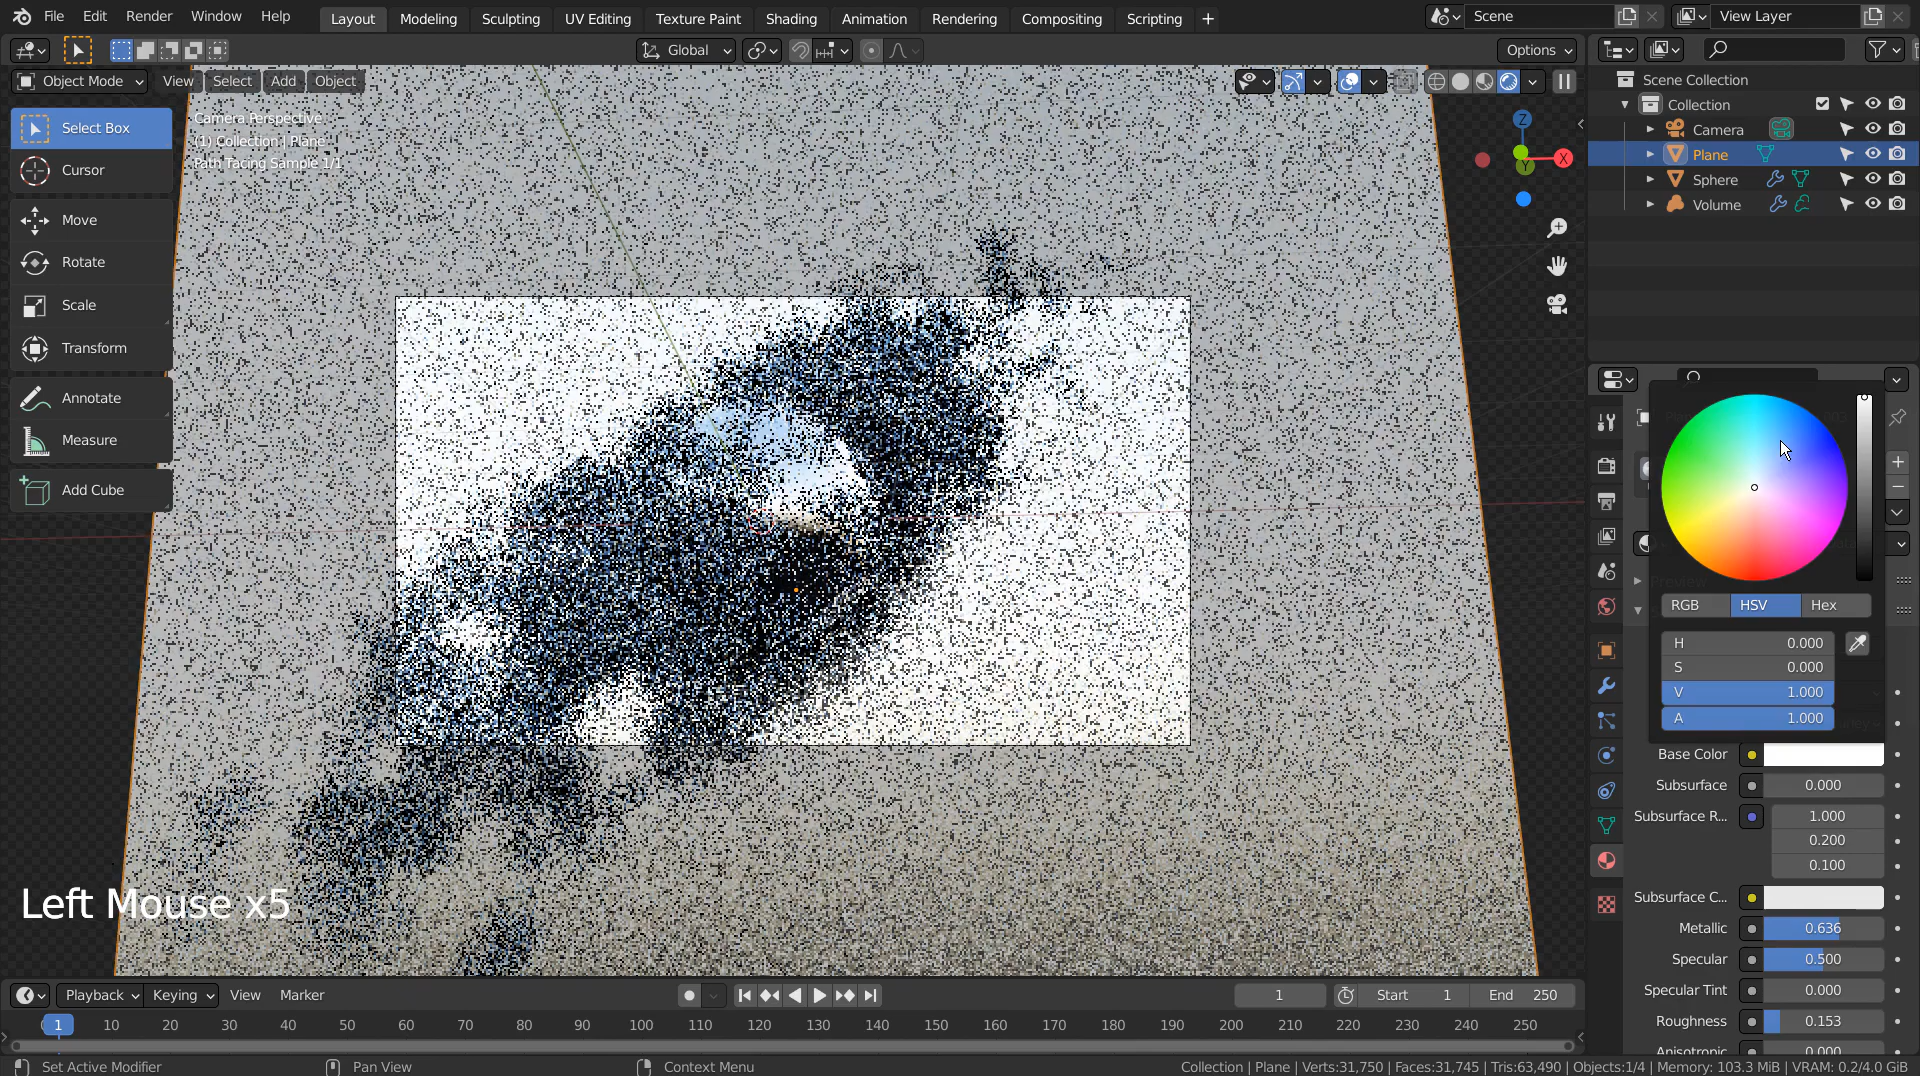 File Edit Render Window Help Layout Modeling Sculpting UV Editing Texture Paint Shading Animation Rendering Compositing Scripting + Scene View Layer
Global Options
Object Mode View Select Add Object
Scene Collection
Collection
Camera
Plane
Sphere
Volume
Select Box
Cursor
Move
Rotate
Scale
Transform
Annotate
Measure
Add Cube
Camera Perspective
(1) Collection | Plane
Path Tacing Sample 1/1
Z
X
Y
RGB HSV Hex
H 0.000
S 0.000
V 1.000
A 1.000
Base Color
Subsurface 0.000
Subsurface R... 1.000
0.200
0.100
Subsurface C...
Metallic 0.636
Specular 0.500
Specular Tint 0.000
Roughness 0.153
Anisotropic 0.000
Left Mouse x5
Playback Keying View Marker 1 Start 1 End 250
1 10 20 30 40 50 60 70 80 90 100 110 120 130 140 150 160 170 180 190 200 210 220 230 240 250
Set Active Modifier Pan View Context Menu Collection | Plane | Verts:31,750 | Faces:31,745 | Tris:63,490 | Objects:1/4 | Memory: 103.3 MiB | VRAM: 0.2/4.0 GiB